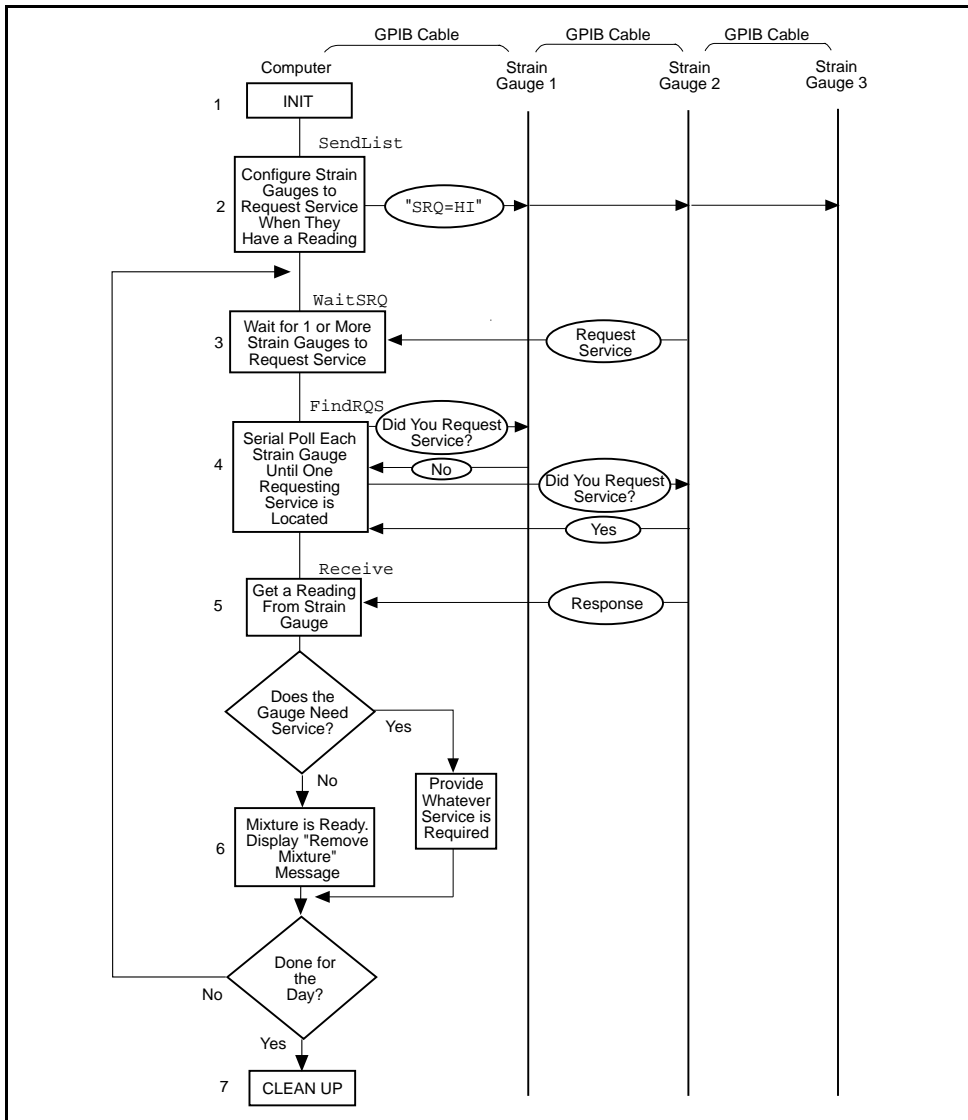 GPIB Cable
GPIB Cable
GPIB Cable
Computer
Strain
Gauge 1
Strain
Gauge 2
Strain
Gauge 3
1
INIT
SendList
2
Configure Strain
Gauges to
Request Service
When They
Have a Reading
"SRQ=HI"
WaitSRQ
3
Wait for 1 or More
Strain Gauges to
Request Service
Request
Service
FindRQS
4
Serial Poll Each
Strain Gauge
Until One
Requesting
Service is
Located
Did You Request
Service?
No
Did You Request
Service?
Yes
Receive
5
Get a Reading
From Strain
Gauge
Response
Does the
Gauge Need
Service?
Yes
No
Provide
Whatever
Service is
Required
6
Mixture is Ready.
Display "Remove
Mixture"
Message
Done for
the
Day?
No
Yes
7
CLEAN UP